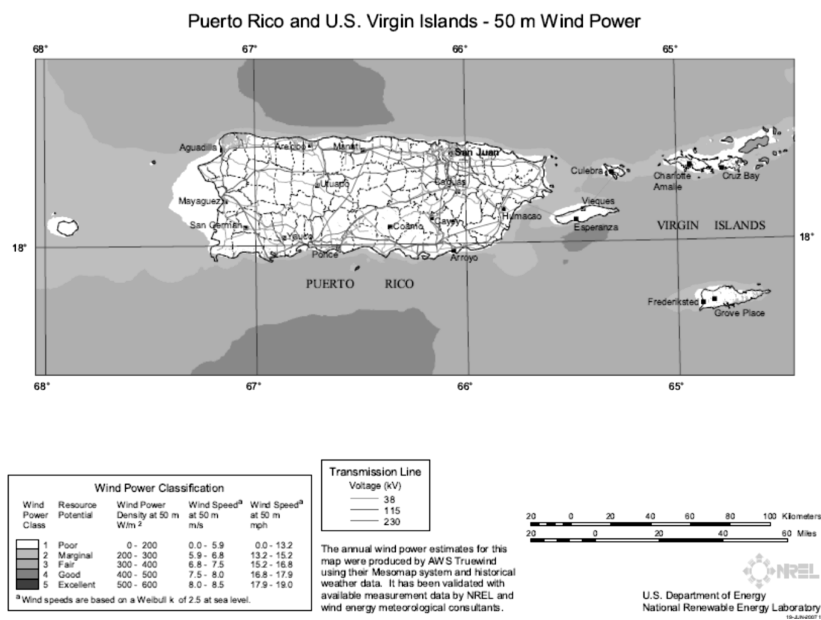 Puerto Rico and U.S. Virgin Islands - 50 m Wind Power
68° 67° 66° 65°
Aguadilla Arecibo Manati San Juan
Culebra
Charlotte Amalie
Cruz Bay
Utuado Caguas
Mayaguez
Vieques
San German Coamo Cayey Humacao
Esperanza
VIRGIN ISLANDS
18° 18°
Yauco
Ponce Arroyo
PUERTO RICO
Frederiksted
Grove Place
68° 67° 66° 65°
Wind Power Classification
Wind Power Class
Resource Potential
Wind Power Density at 50 m W/m 2
Wind Speed a at 50 m m/s
Wind Speed a at 50 m mph
1 Poor 0 - 200 0.0 - 5.9 0.0 - 13.2
2 Marginal 200 - 300 5.9 - 6.8 13.2 - 15.2
3 Fair 300 - 400 6.8 - 7.5 15.2 - 16.8
4 Good 400 - 500 7.5 - 8.0 16.8 - 17.9
5 Excellent 500 - 600 8.0 - 8.5 17.9 - 19.0
a Wind speeds are based on a Weibull k of 2.5 at sea level.
Transmission Line
Voltage (kV)
38
115
230
The annual wind power estimates for this
map were produced by AWS Truewind
using their Mesomap system and historical
weather data. It has been validated with
available measurement data by NREL and
wind energy meteorological consultants.
20 0 20 40 60 80 100 Kilometers
20 0 20 40 60 Miles
NREL
U.S. Department of Energy
National Renewable Energy Laboratory